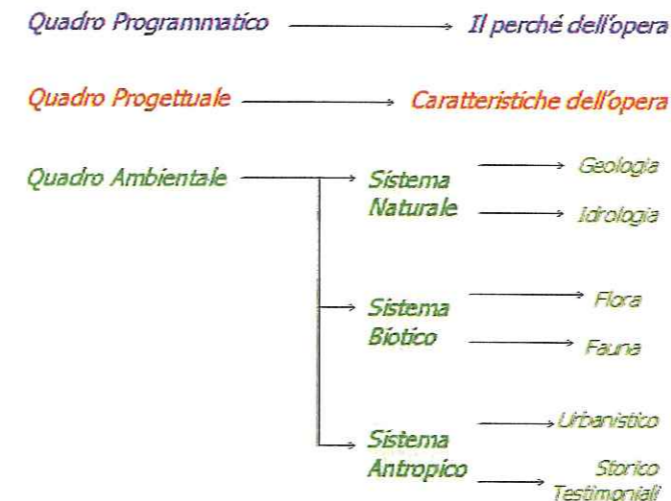 Quadro Programmatico Il perché dell'opera
Quadro Progettuale Caratteristiche dell'opera
Quadro Ambientale Sistema Naturale Geologia
Idrologia
Sistema Biotico Flora
Fauna
Sistema Antropico Urbanistico
Storico
Testimoniali